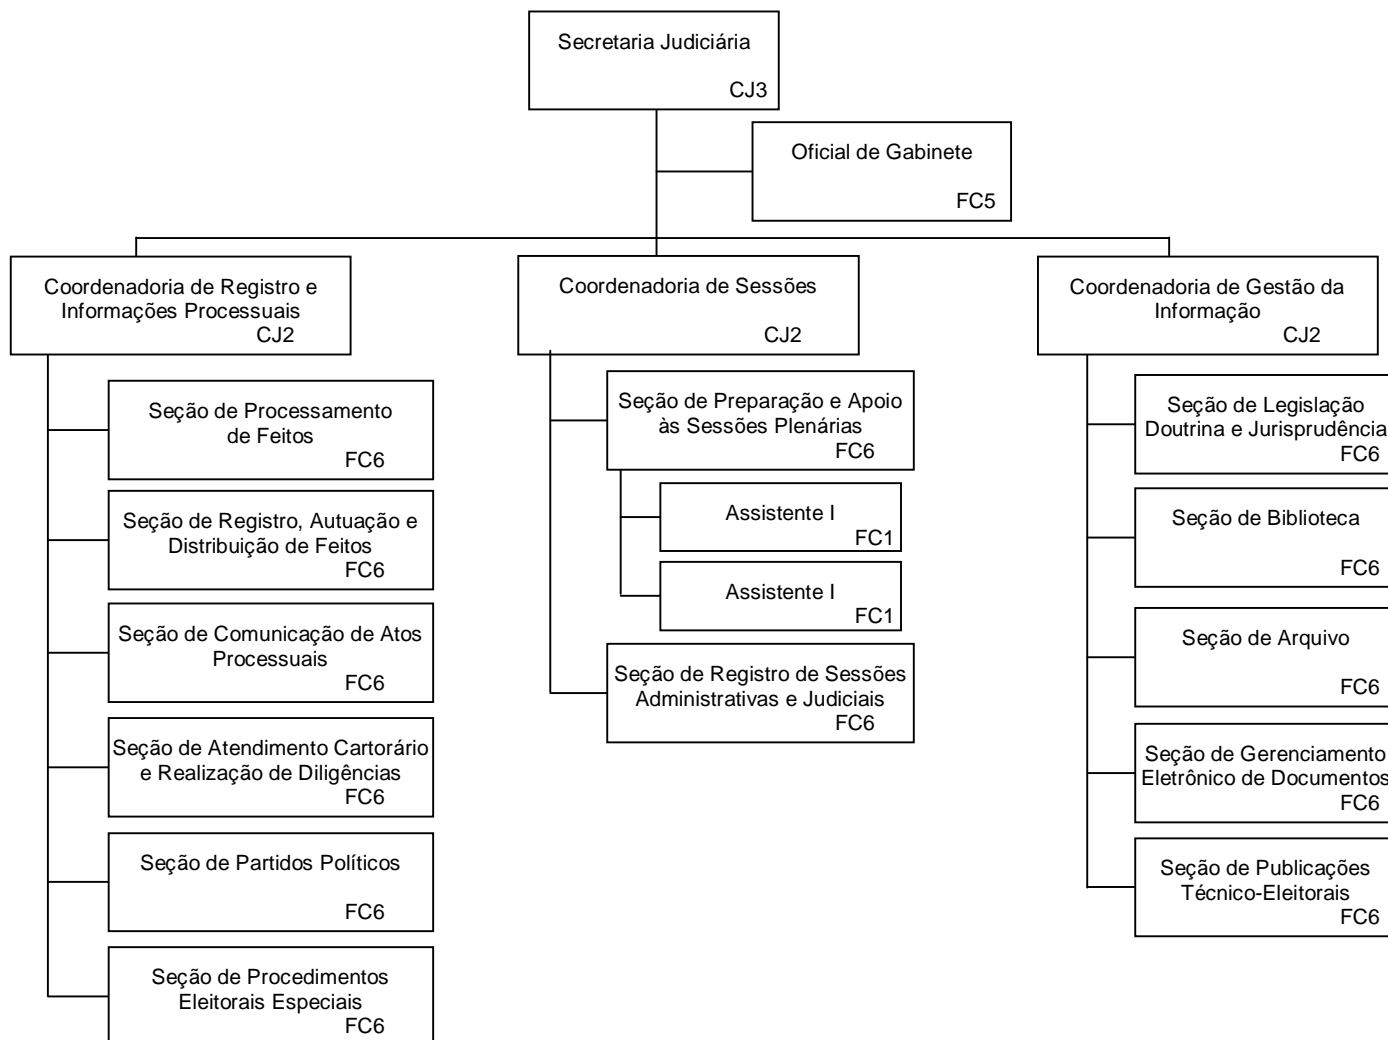 Secretaria Judiciária
CJ3
Oficial de Gabinete
FC5
Coordenadoria de Registro e
Informações Processuais
CJ2
Seção de Processamento
de Feitos
FC6
Seção de Registro, Autuação e
Distribuição de Feitos
FC6
Seção de Comunicação de Atos
Processuais
FC6
Seção de Atendimento Cartorário
e Realização de Diligências
FC6
Seção de Partidos Políticos
FC6
Seção de Procedimentos
Eleitorais Especiais
FC6
Coordenadoria de Sessões
CJ2
Seção de Preparação e Apoio
às Sessões Plenárias
FC6
Assistente I
FC1
Assistente I
FC1
Seção de Registro de Sessões
Administrativas e Judiciais
FC6
Coordenadoria de Gestão da
Informação
CJ2
Seção de Legislação
Doutrina e Jurisprudência
FC6
Seção de Biblioteca
FC6
Seção de Arquivo
FC6
Seção de Gerenciamento
Eletrônico de Documentos
FC6
Seção de Publicações
Técnico-Eleitorais
FC6